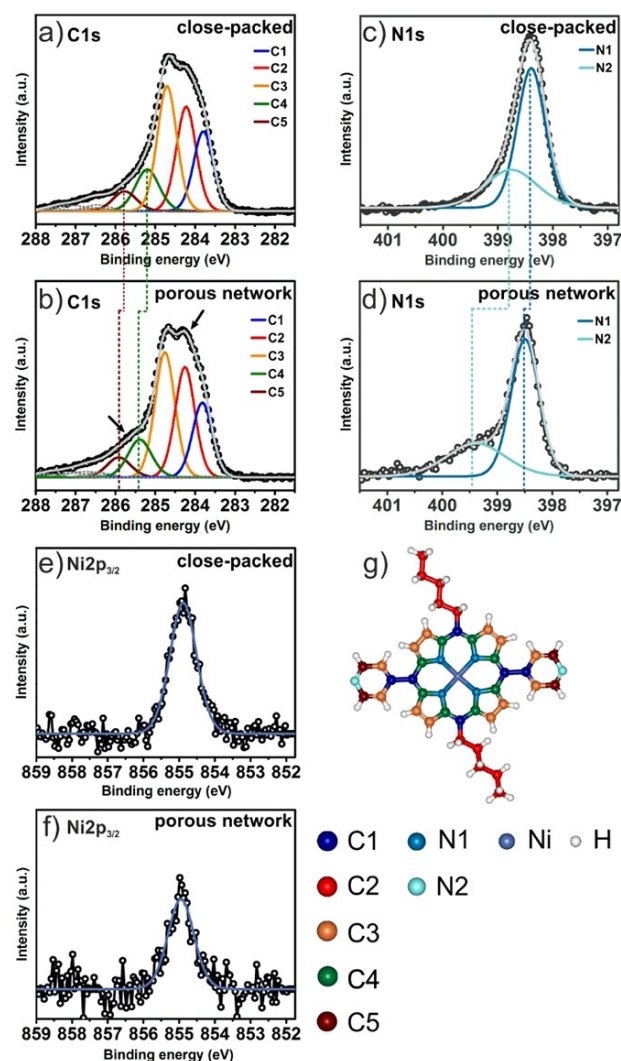 a) C1s close-packed
C1
C2
C3
C4
C5
Intensity (a.u.)
288 287 286 285 284 283 282
Binding energy (eV)
c) N1s close-packed
N1
N2
Intensity (a.u.)
401 400 399 398 397
Binding energy (eV)
b) C1s porous network
C1
C2
C3
C4
C5
Intensity (a.u.)
288 287 286 285 284 283 282
Binding energy (eV)
d) N1s porous network
N1
N2
Intensity (a.u.)
401 400 399 398 397
Binding energy (eV)
e) Ni2p3/2 close-packed
Intensity (a.u.)
859 858 857 856 855 854 853 852
Binding energy (eV)
g)
f) Ni2p3/2 porous network
Intensity (a.u.)
859 858 857 856 855 854 853 852
Binding energy (eV)
C1 N1 Ni H
C2 N2
C3
C4
C5